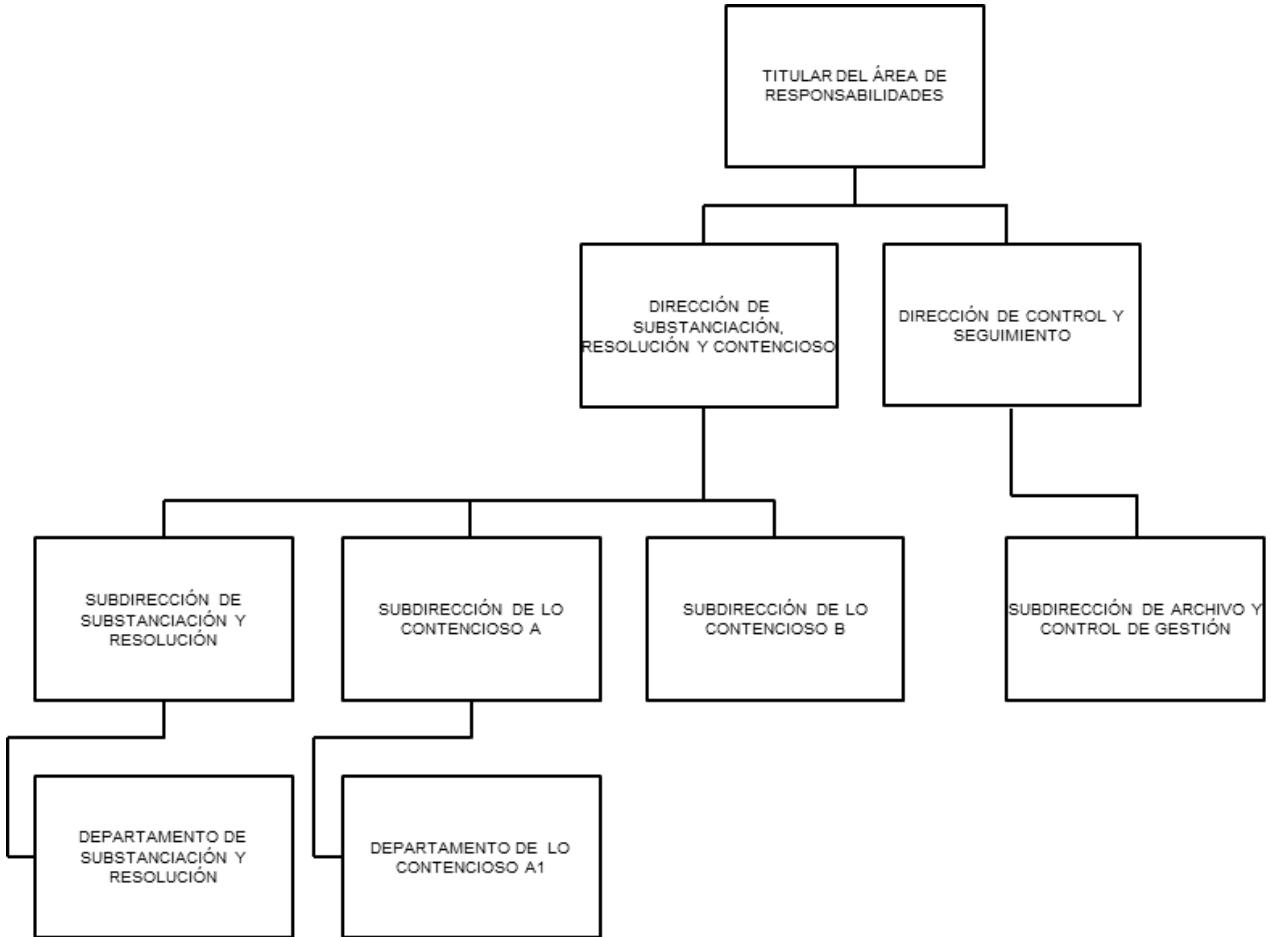 TITULAR DEL ÁREA DE
RESPONSABILIDADES
DIRECCIÓN DE
SUBSTANCIACIÓN,
RESOLUCIÓN Y CONTENCIOSO
DIRECCIÓN DE CONTROL Y
SEGUIMIENTO
SUBDIRECCIÓN DE
SUBSTANCIACIÓN Y
RESOLUCIÓN
SUBDIRECCIÓN DE LO
CONTENCIOSO A
SUBDIRECCIÓN DE LO
CONTENCIOSO B
SUBDIRECCIÓN DE ARCHIVO Y
CONTROL DE GESTIÓN
DEPARTAMENTO DE
SUBSTANCIACIÓN Y
RESOLUCIÓN
DEPARTAMENTO DE LO
CONTENCIOSO A1